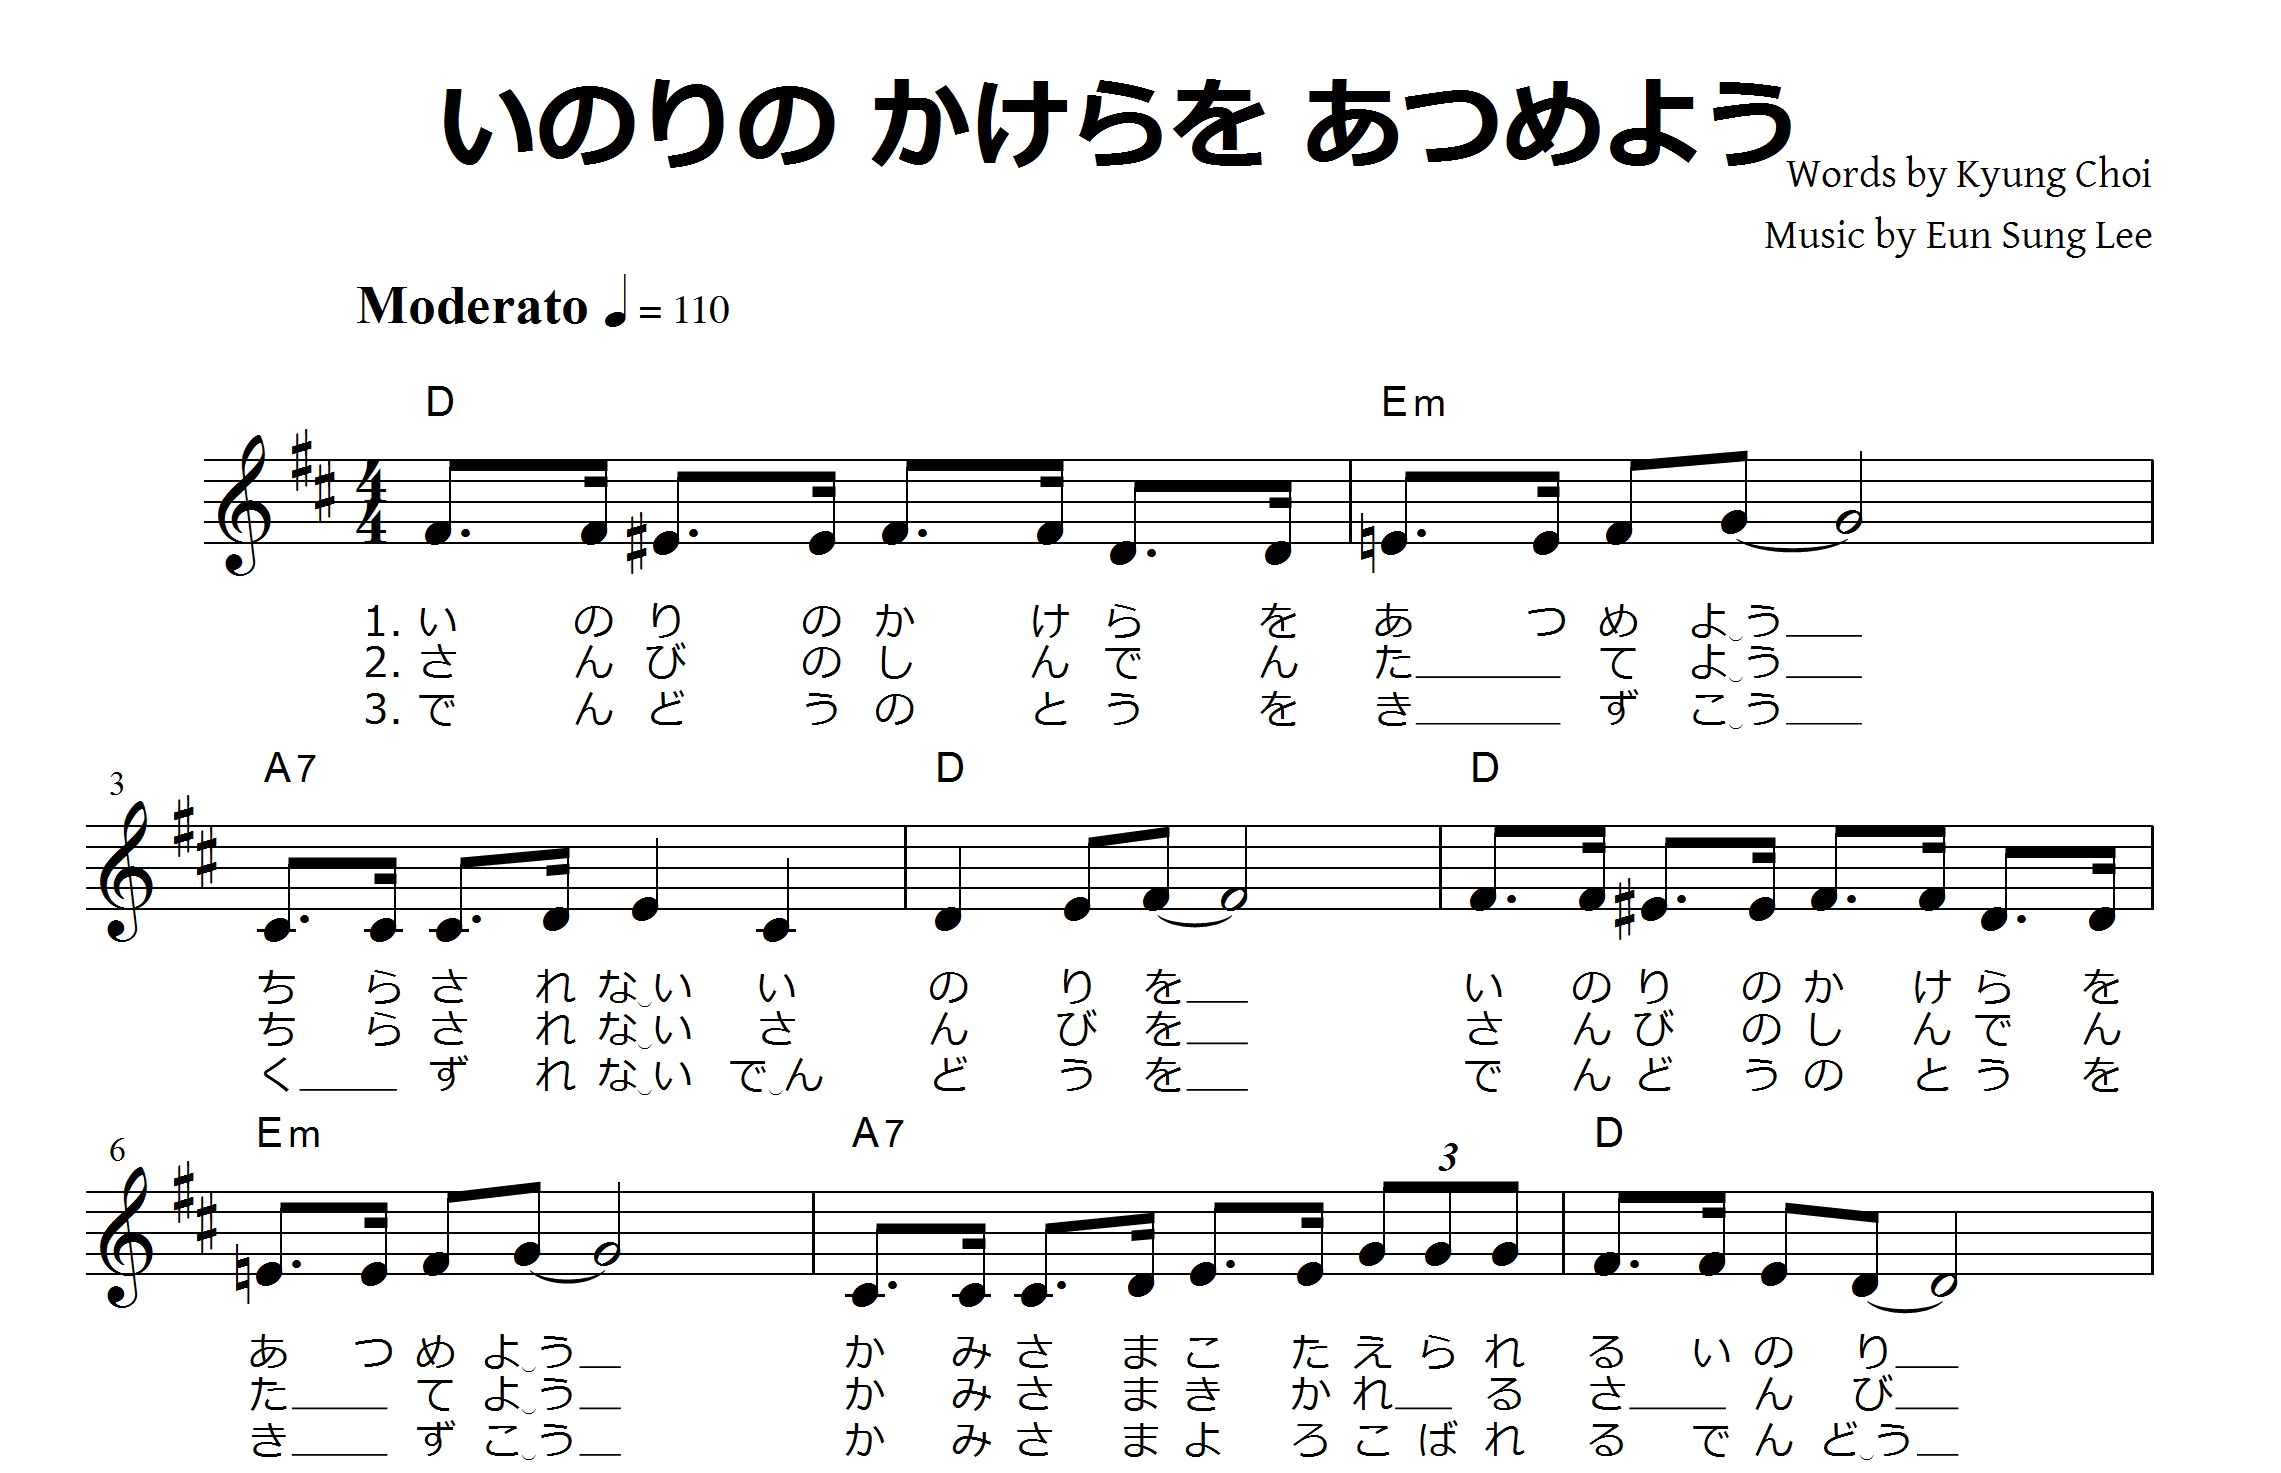 いのりの かけらを あつめよう
Words by Kyung Choi
Music by Eun Sung Lee
Moderato ♩ = 110
D Em
4
4
1. い の り の か け ら を あ つ め よ‿う
2. さ ん び の し ん で ん た て よ‿う
3. で ん ど う の と う を き ず こ‿う
3 A7 D D
ち ら さ れ な‿い い の り を い の り の か け ら を
ち ら さ れ な‿い さ ん び を さ ん び の し ん で ん
く ず れ な‿い で‿ん ど う を で ん ど う の と う を
6 Em A7 3 D
あ つ め よ‿う か み さ ま こ た え ら れ る い の り
た て よ‿う か み さ ま き か れ る さ ん び
き ず こ‿う か み さ ま よ ろ こ ば れ る で ん ど‿う